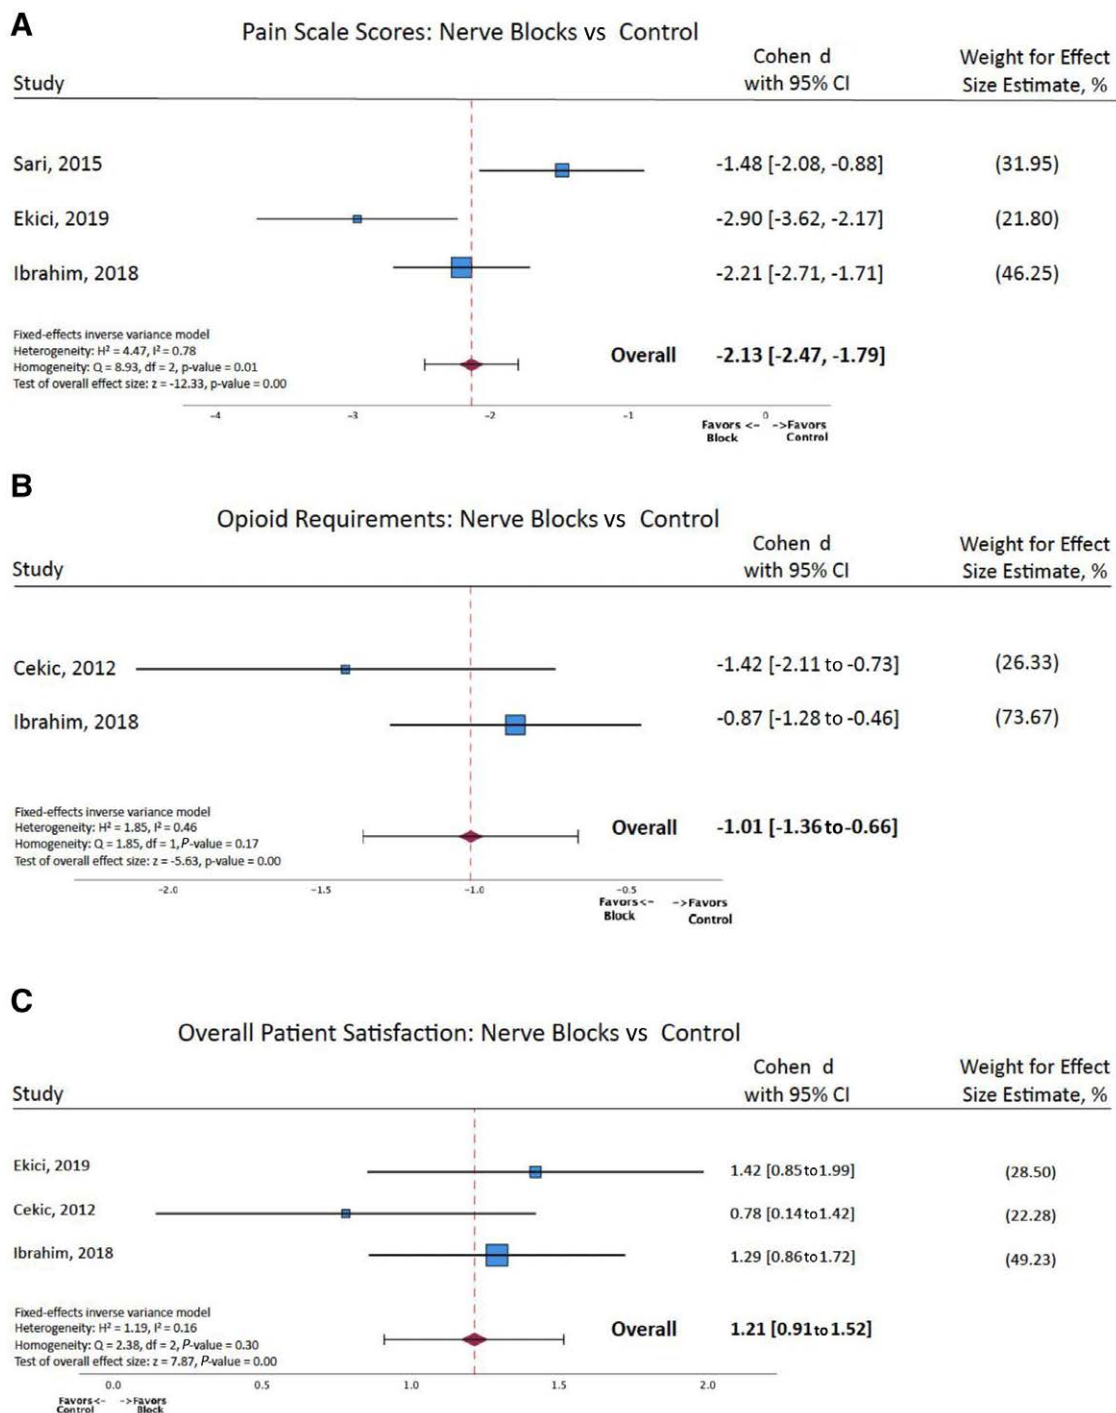 A
Pain Scale Scores: Nerve Blocks vs Control
Study
Cohen d
with 95% CI
Weight for Effect
Size Estimate, %
Sari, 2015 -1.48 [-2.08, -0.88] (31.95)
Ekici, 2019 -2.90 [-3.62, -2.17] (21.80)
Ibrahim, 2018 -2.21 [-2.71, -1.71] (46.25)
Fixed-effects inverse variance model
Heterogeneity: H² = 4.47, I² = 0.78
Homogeneity: Q = 8.93, df = 2, p-value = 0.01
Test of overall effect size: z = -12.33, p-value = 0.00
Overall -2.13 [-2.47, -1.79]
-4 -3 -2 -1 0
Favors <- ->Favors
Block Control
B
Opioid Requirements: Nerve Blocks vs Control
Study
Cohen d
with 95% CI
Weight for Effect
Size Estimate, %
Cekic, 2012 -1.42 [-2.11 to -0.73] (26.33)
Ibrahim, 2018 -0.87 [-1.28 to -0.46] (73.67)
Fixed-effects inverse variance model
Heterogeneity: H² = 1.85, I² = 0.46
Homogeneity: Q = 1.85, df = 1, P-value = 0.17
Test of overall effect size: z = -5.63, p-value = 0.00
Overall -1.01 [-1.36 to -0.66]
-2.0 -1.5 -1.0 -0.5
Favors<- ->Favors
Block Control
C
Overall Patient Satisfaction: Nerve Blocks vs Control
Study
Cohen d
with 95% CI
Weight for Effect
Size Estimate, %
Ekici, 2019 1.42 [0.85 to 1.99] (28.50)
Cekic, 2012 0.78 [0.14 to 1.42] (22.28)
Ibrahim, 2018 1.29 [0.86 to 1.72] (49.23)
Fixed-effects inverse variance model
Heterogeneity: H² = 1.19, I² = 0.16
Homogeneity: Q = 2.38, df = 2, P-value = 0.30
Test of overall effect size: z = 7.87, P-value = 0.00
Overall 1.21 [0.91 to 1.52]
0.0 0.5 1.0 1.5 2.0
Favors<- ->Favors
Control Block